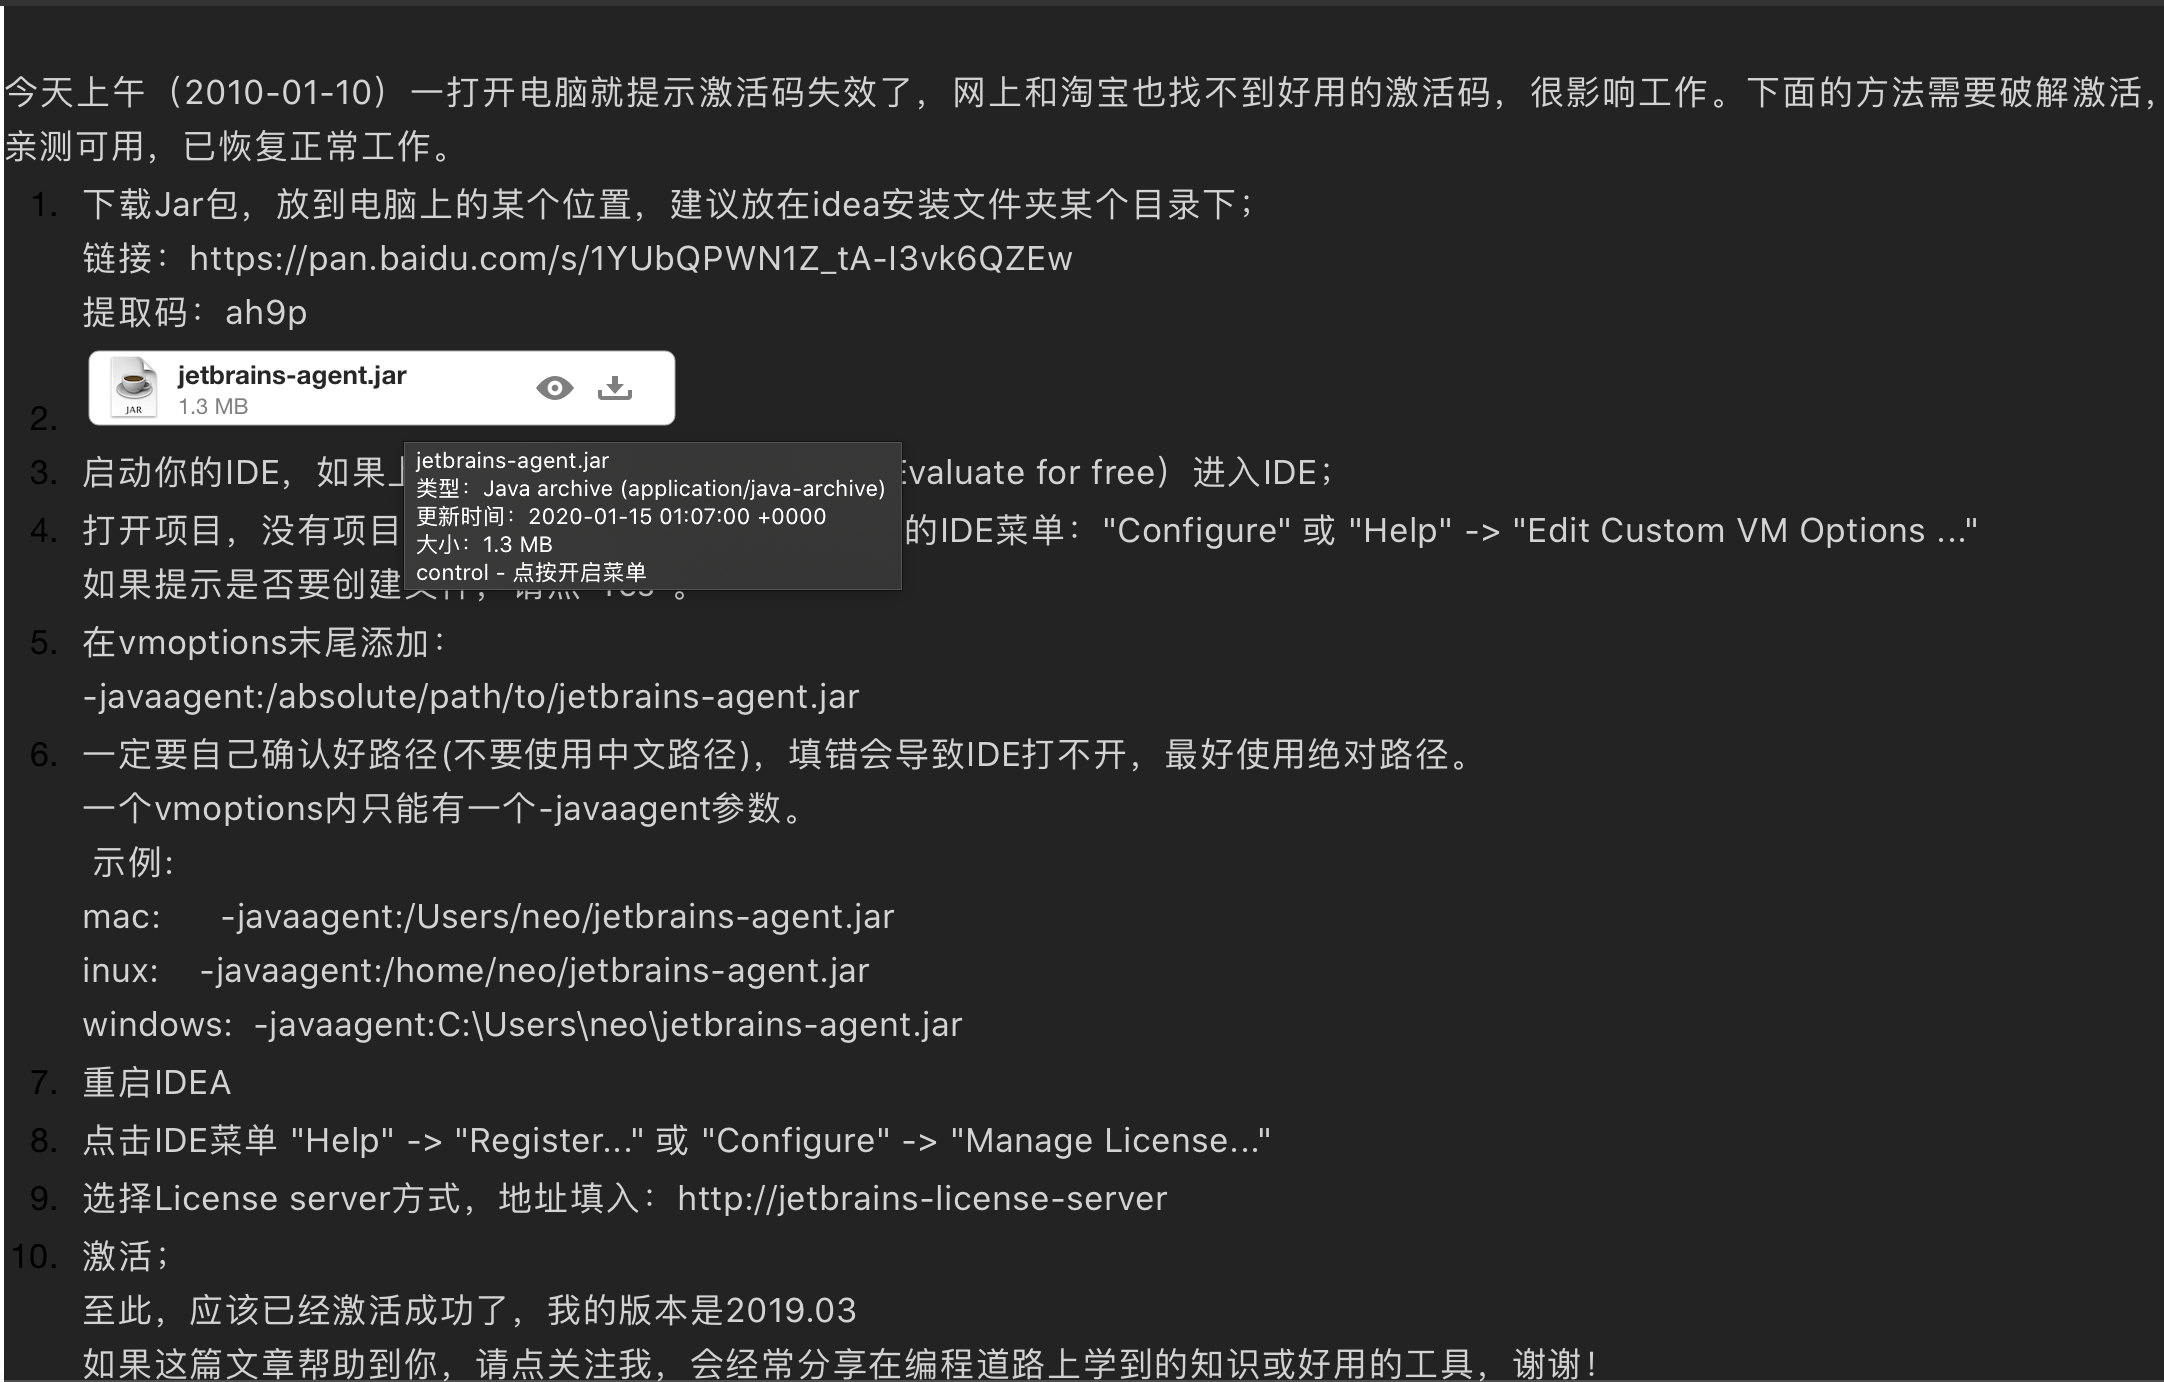 今天上午（2010-01-10）一打开电脑就提示激活码失效了，网上和淘宝也找不到好用的激活码，很影响工作。下面的方法需要破解激活，
亲测可用，已恢复正常工作。
1. 下载Jar包，放到电脑上的某个位置，建议放在idea安装文件夹某个目录下；
链接：https://pan.baidu.com/s/1YUbQPWN1Z_tA-I3vk6QZEw
提取码：ah9p
jetbrains-agent.jar
JAR 1.3 MB
2.
3. 启动你的IDE，如果上 Evaluate for free）进入IDE；
jetbrains-agent.jar
类型：Java archive (application/java-archive)
更新时间：2020-01-15 01:07:00 +0000
大小：1.3 MB
control - 点按开启菜单
4. 打开项目，没有项目 的IDE菜单："Configure" 或 "Help" -> "Edit Custom VM Options ..."
如果提示是否要创建文件，请点"Yes"。
5. 在vmoptions末尾添加：
-javaagent:/absolute/path/to/jetbrains-agent.jar
6. 一定要自己确认好路径(不要使用中文路径)，填错会导致IDE打不开，最好使用绝对路径。
一个vmoptions内只能有一个-javaagent参数。
示例:
mac: -javaagent:/Users/neo/jetbrains-agent.jar
inux: -javaagent:/home/neo/jetbrains-agent.jar
windows: -javaagent:C:\Users\neo\jetbrains-agent.jar
7. 重启IDEA
8. 点击IDE菜单 "Help" -> "Register..." 或 "Configure" -> "Manage License..."
9. 选择License server方式，地址填入：http://jetbrains-license-server
10. 激活；
至此，应该已经激活成功了，我的版本是2019.03
如果这篇文章帮助到你，请点关注我，会经常分享在编程道路上学到的知识或好用的工具，谢谢！